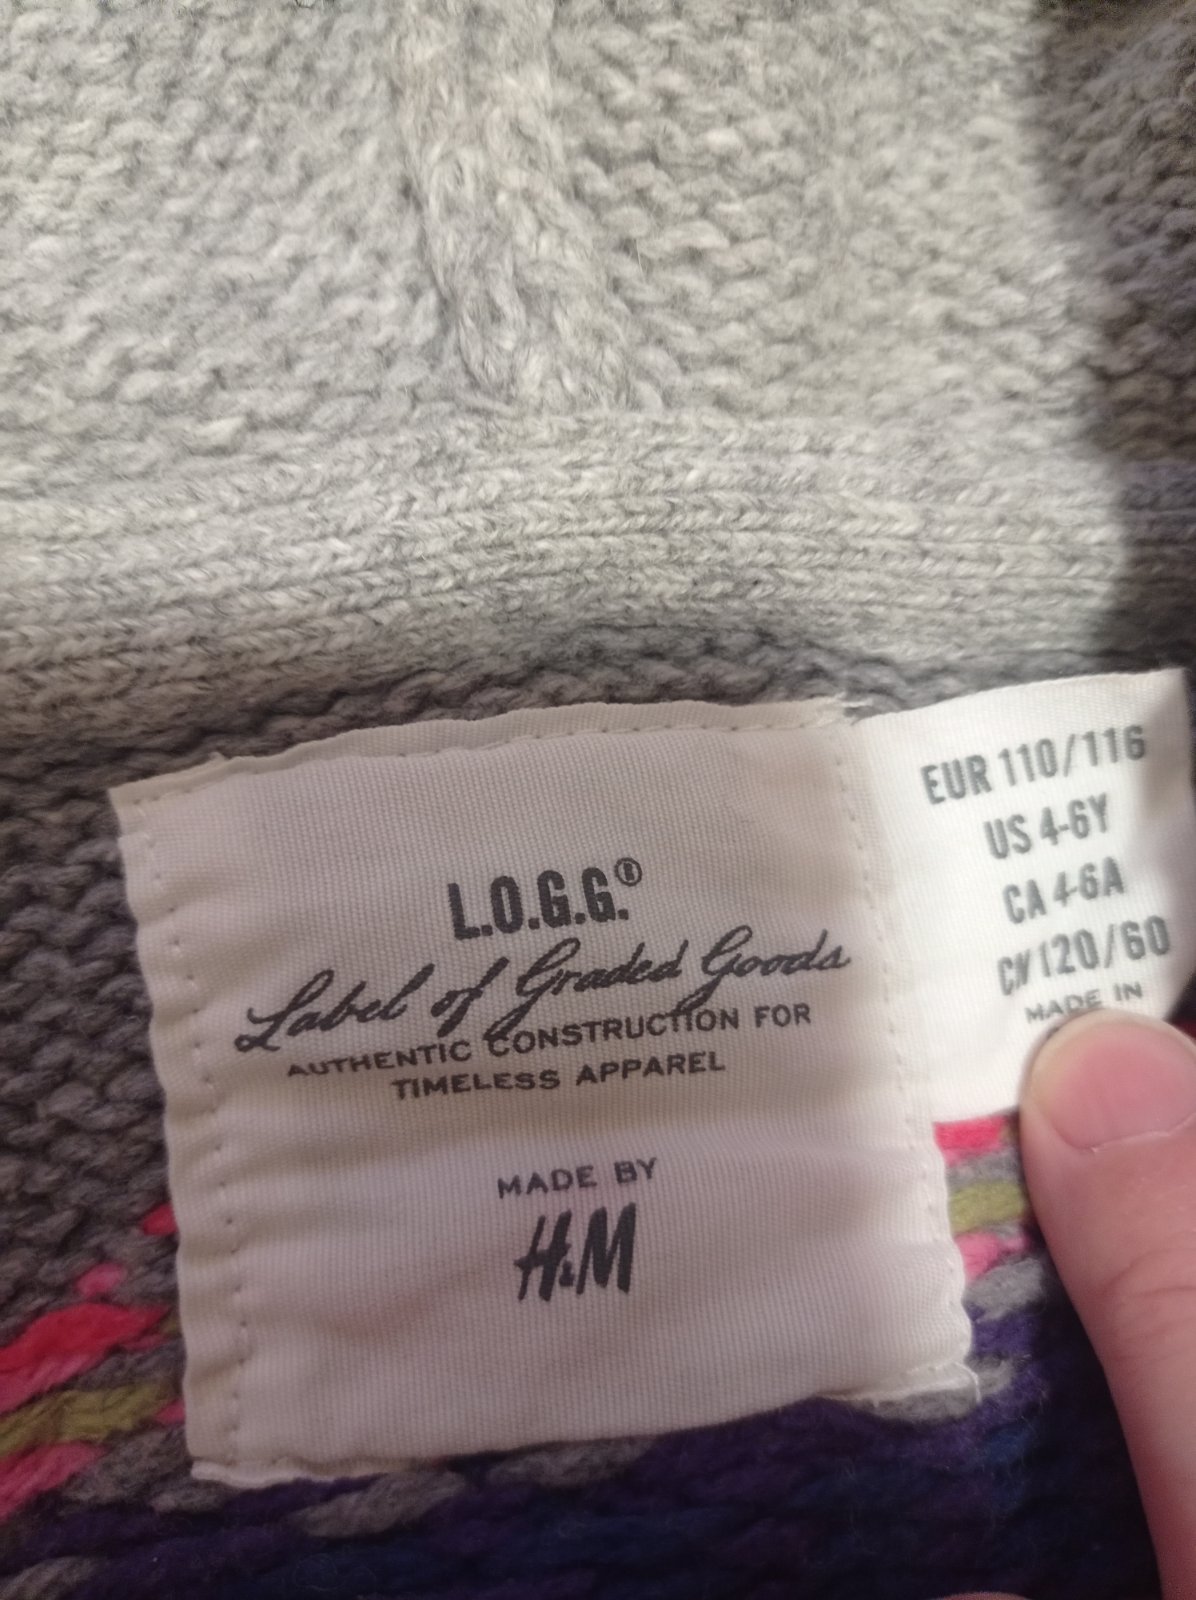 L.O.G.G.®
Label of Graded Goods
AUTHENTIC CONSTRUCTION FOR
TIMELESS APPAREL
MADE BY
H&M
EUR 110/116
US 4-6Y
CA 4-6A
CN 120/60
MADE IN